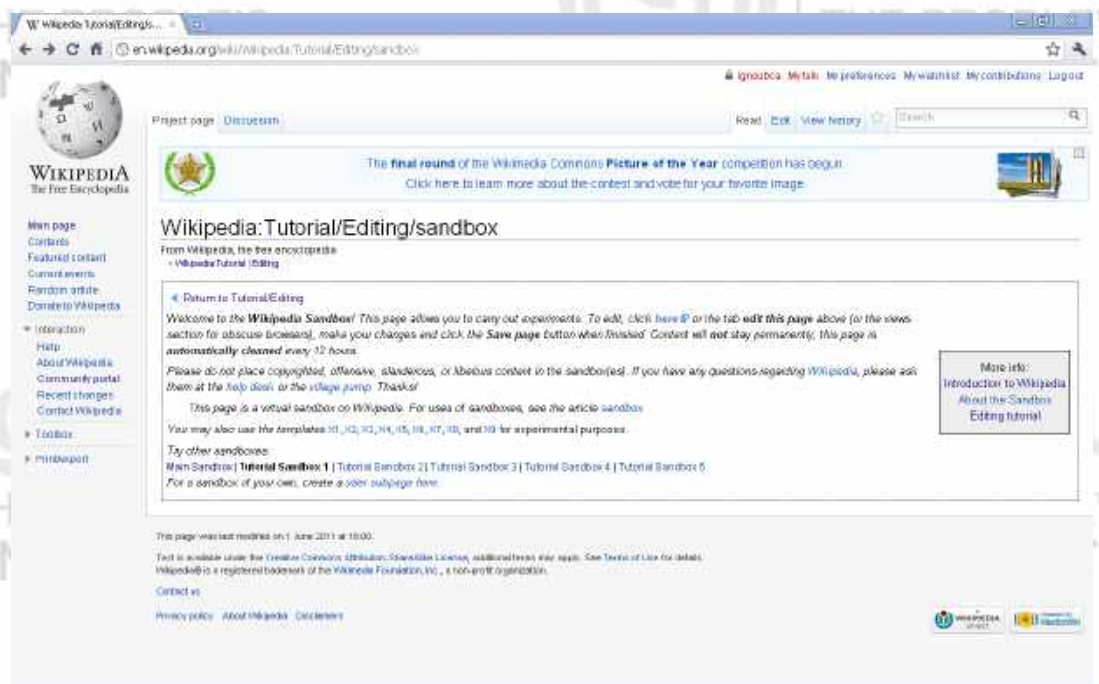 W Wikipedia:Tutorial/Editing/s...
en.wikipedia.org/wiki/Wikipedia:Tutorial/Editing/sandbox
ignoubca My talk My preferences My watchlist My contributions Log out
Project page Discussion Read Edit View history Search
The final round of the Wikimedia Commons Picture of the Year competition has begun.
Click here to learn more about the contest and vote for your favorite image.
WIKIPEDIA
The Free Encyclopedia
Main page
Contents
Featured content
Current events
Random article
Donate to Wikipedia
Interaction
Help
About Wikipedia
Community portal
Recent changes
Contact Wikipedia
Toolbox
Print/export
Wikipedia:Tutorial/Editing/sandbox
From Wikipedia, the free encyclopedia
< Wikipedia:Tutorial | Editing
Return to Tutorial/Editing
Welcome to the Wikipedia Sandbox! This page allows you to carry out experiments. To edit, click here or the tab edit this page above (or the views
section for obscure browsers), make your changes and click the Save page button when finished. Content will not stay permanently; this page is
automatically cleaned every 12 hours.
Please do not place copyrighted, offensive, slanderous, or libelous content in the sandbox(es). If you have any questions regarding Wikipedia, please ask
them at the help desk or the village pump. Thanks!
This page is a virtual sandbox on Wikipedia. For uses of sandboxes, see the article sandbox
You may also use the templates X1, X2, X3, X4, X5, X6, X7, X8, and X9 for experimental purposes.
Try other sandboxes:
Main Sandbox | Tutorial Sandbox 1 | Tutorial Sandbox 2 | Tutorial Sandbox 3 | Tutorial Sandbox 4 | Tutorial Sandbox 5
For a sandbox of your own, create a user subpage here.
More info:
Introduction to Wikipedia
About the Sandbox
Editing tutorial
This page was last modified on 1 June 2011 at 18:00.
Text is available under the Creative Commons Attribution-ShareAlike License; additional terms may apply. See Terms of Use for details.
Wikipedia® is a registered trademark of the Wikimedia Foundation, Inc., a non-profit organization.
Contact us
Privacy policy About Wikipedia Disclaimers
WIKIMEDIA